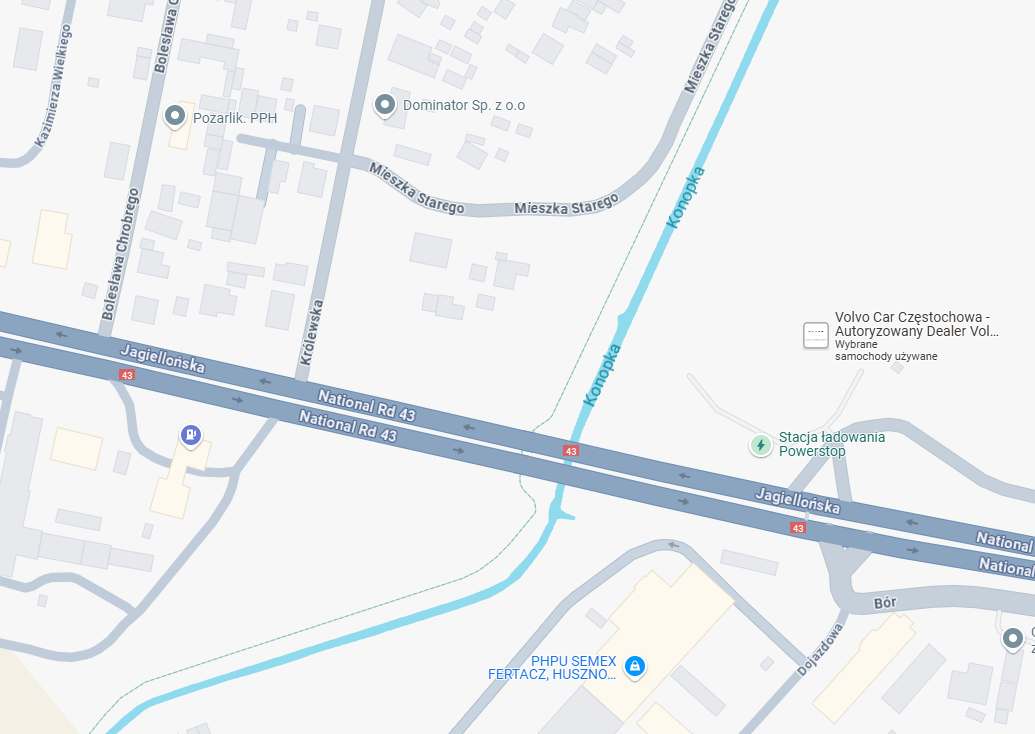 Kazimierza Wielkiego
Bolesława C
Mieszka Starego
Pozarlik. PPH
Dominator Sp. z o.o
Mieszka Starego
Mieszka Starego
Konopka
Bolesława Chrobrego
Królewska
Konopka
Volvo Car Częstochowa -
Autoryzowany Dealer Vol...
Wybrane
samochody używane
Jagiellońska
43
National Rd 43
National Rd 43
43
Stacja ładowania
Powerstop
Jagiellońska
43
National
National
Bór
Dojazdowa
PHPU SEMEX
FERTACZ, HUSZNO...